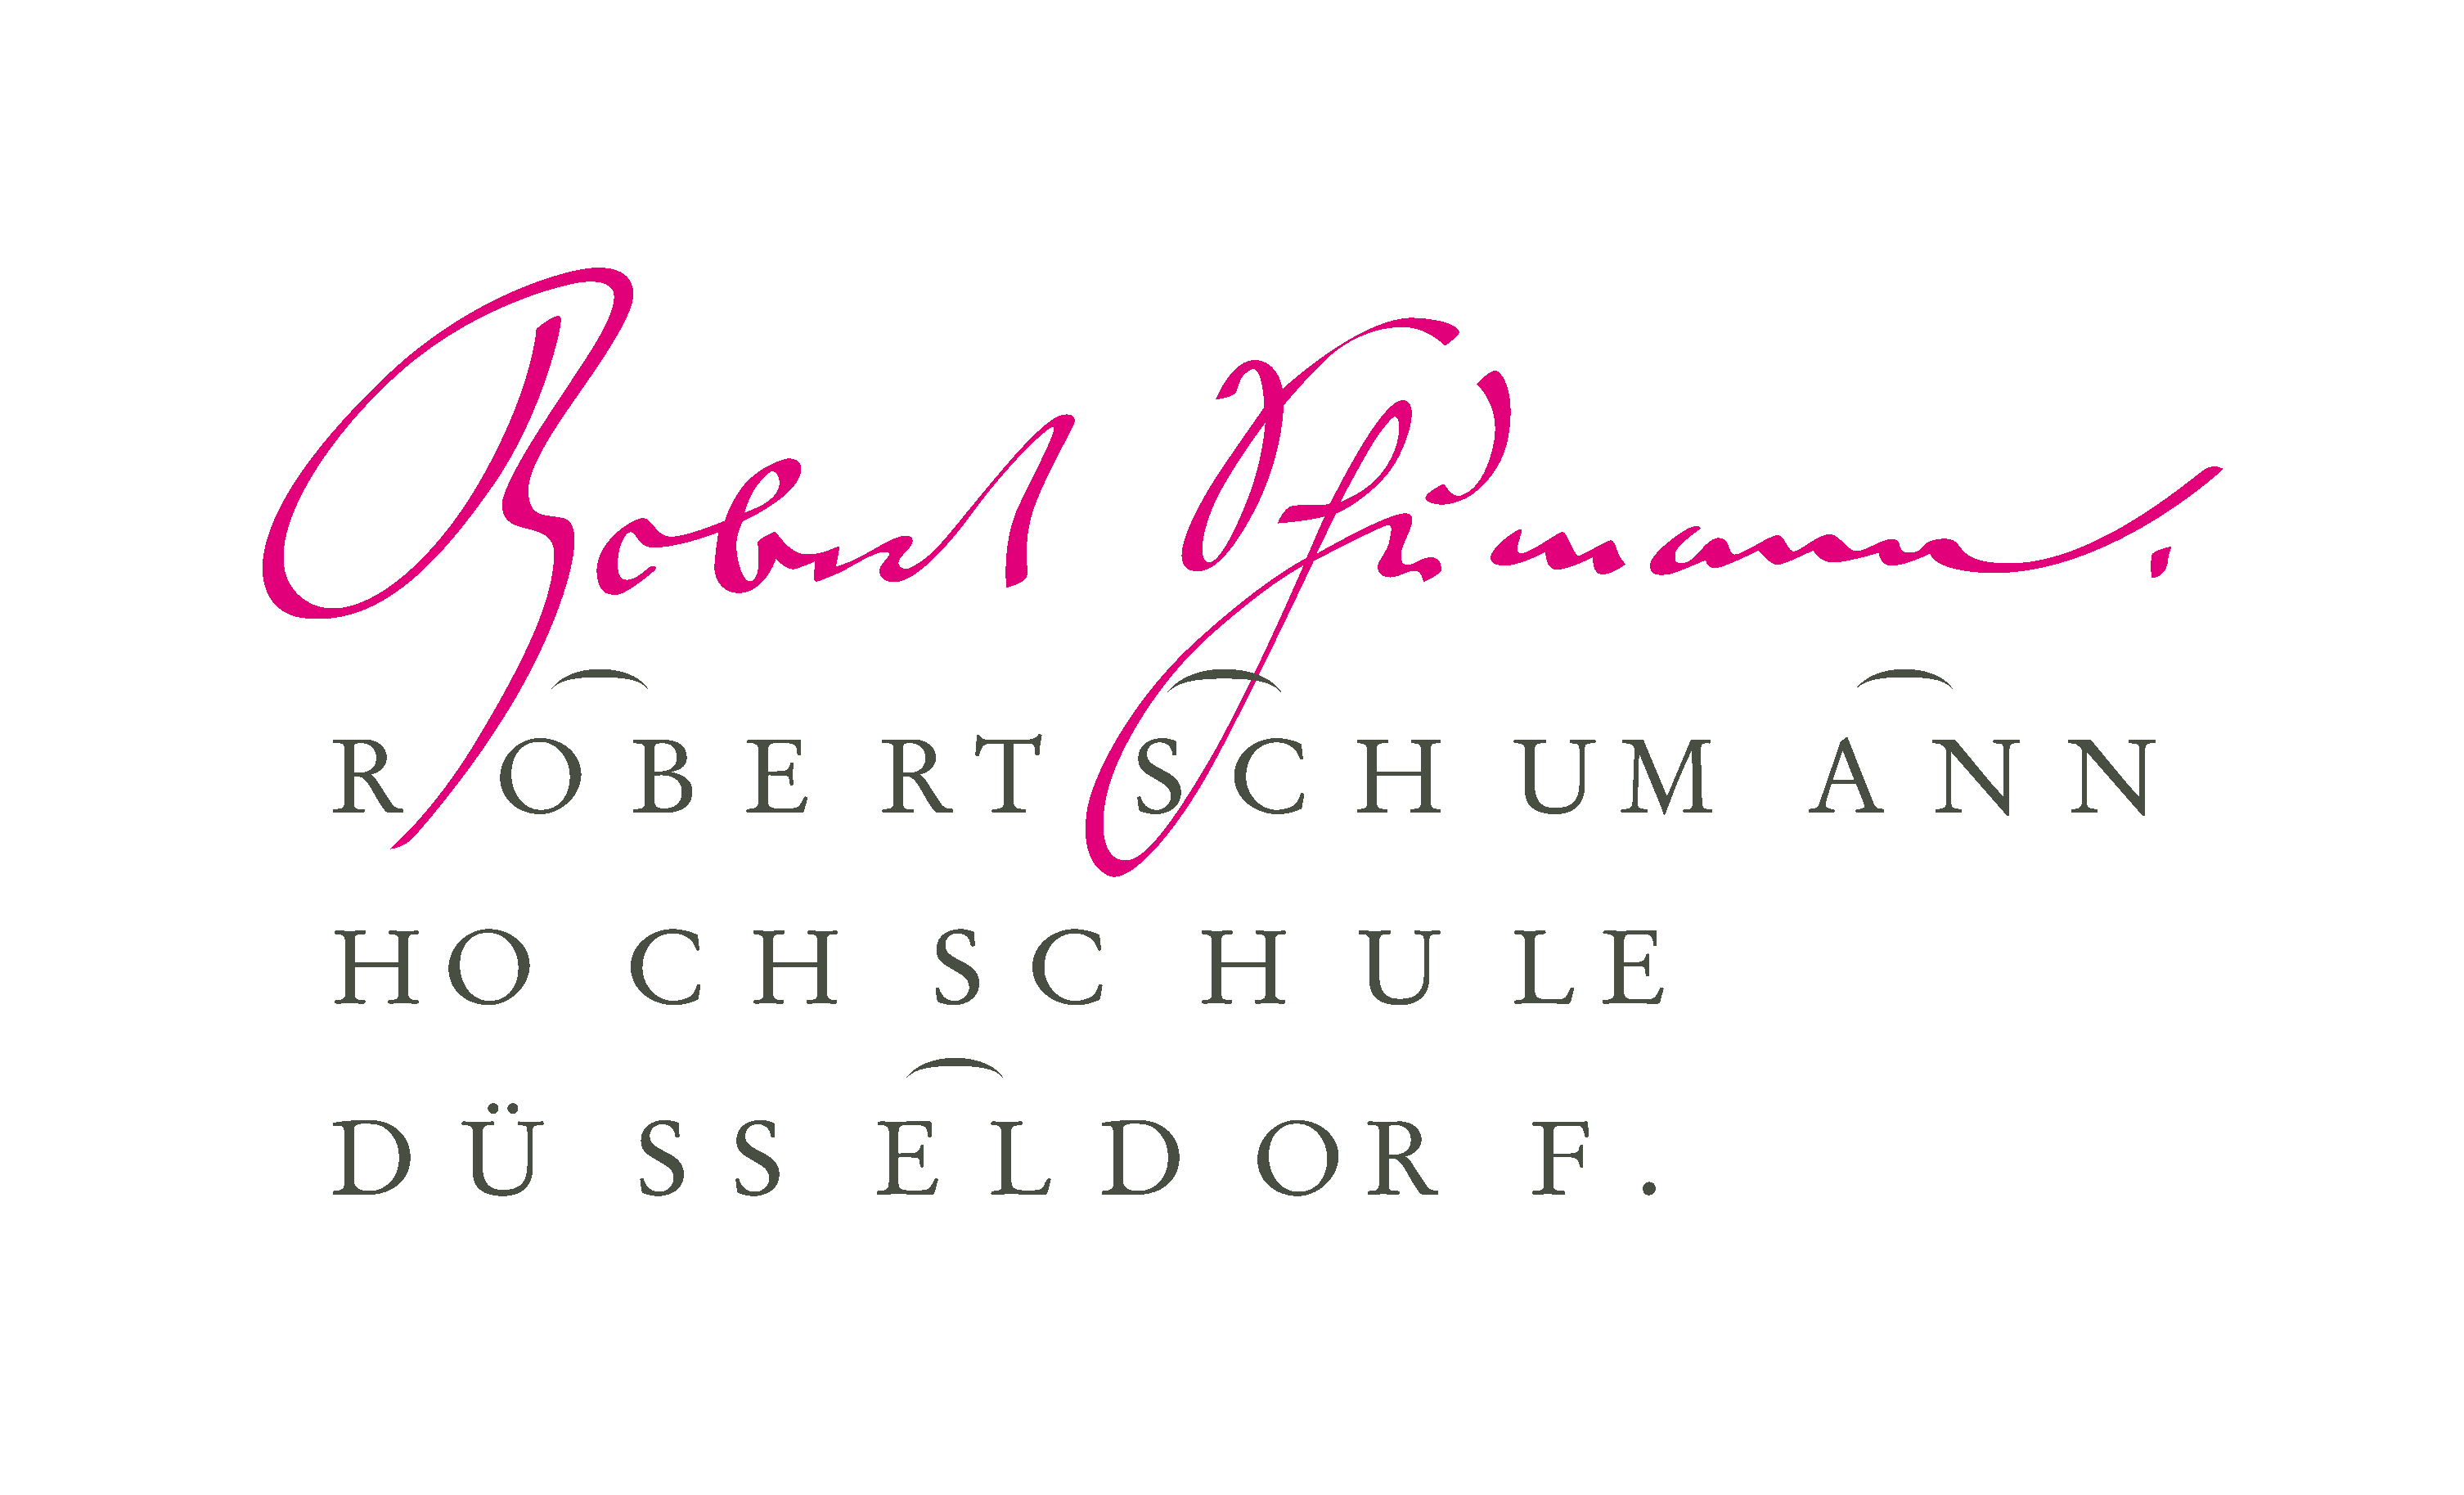 Robert Schumann.
ROBERT SCHUMANN
HOCHSCHULE
DÜSSELDORF.